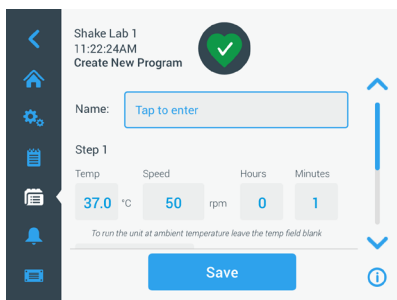 Shake Lab 1
11:22:24AM
Create New Program
Name: Tap to enter
Step 1
Temp Speed Hours Minutes
37.0 °C 50 rpm 0 1
To run the unit at ambient temperature leave the temp field blank
Save